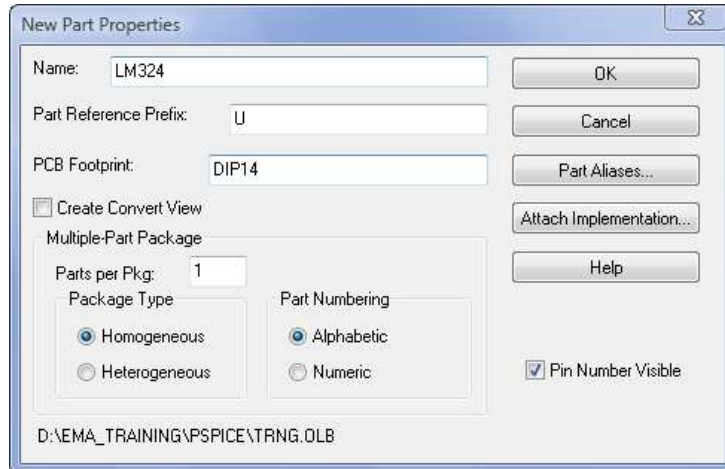 New Part Properties
Name: LM324
OK
Part Reference Prefix: U
Cancel
PCB Footprint: DIP14
Part Aliases...
Create Convert View
Attach Implementation...
Multiple-Part Package
Parts per Pkg: 1
Help
Package Type
Part Numbering
Homogeneous
Alphabetic
Heterogeneous
Numeric
Pin Number Visible
D:\EMA_TRAINING\PSPICE\TRNG.OLB